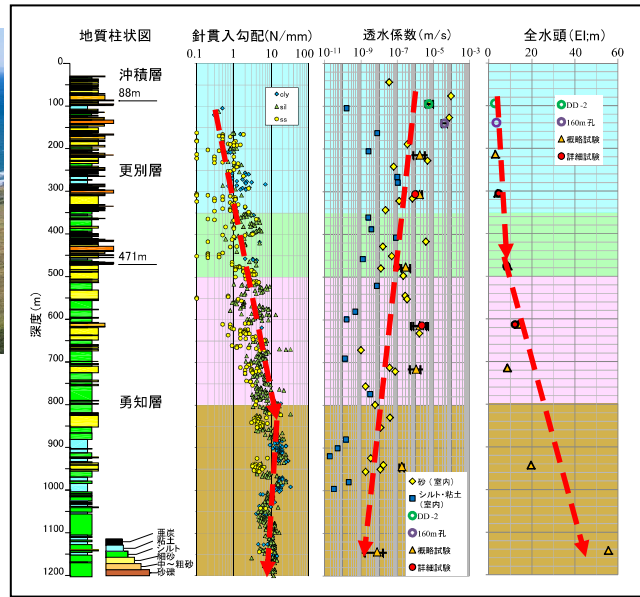 地質柱状図
針貫入勾配(N/mm)
透水係数(m/s)
全水頭(El;m)
0.1 1 10 100
10-11 10-9 10-7 10-5 10-3
0 20 40 60
0
100
200
300
400
500
600
700
800
900
1000
1100
1200
深度(m)
沖積層
88m
更別層
471m
勇知層
亜炭
粘土
シルト
細砂
中~粗砂
砂礫
cly
sil
ss
砂(室内)
シルト・粘土
(室内)
DD-2
160m孔
概略試験
詳細試験
DD-2
160m孔
概略試験
詳細試験